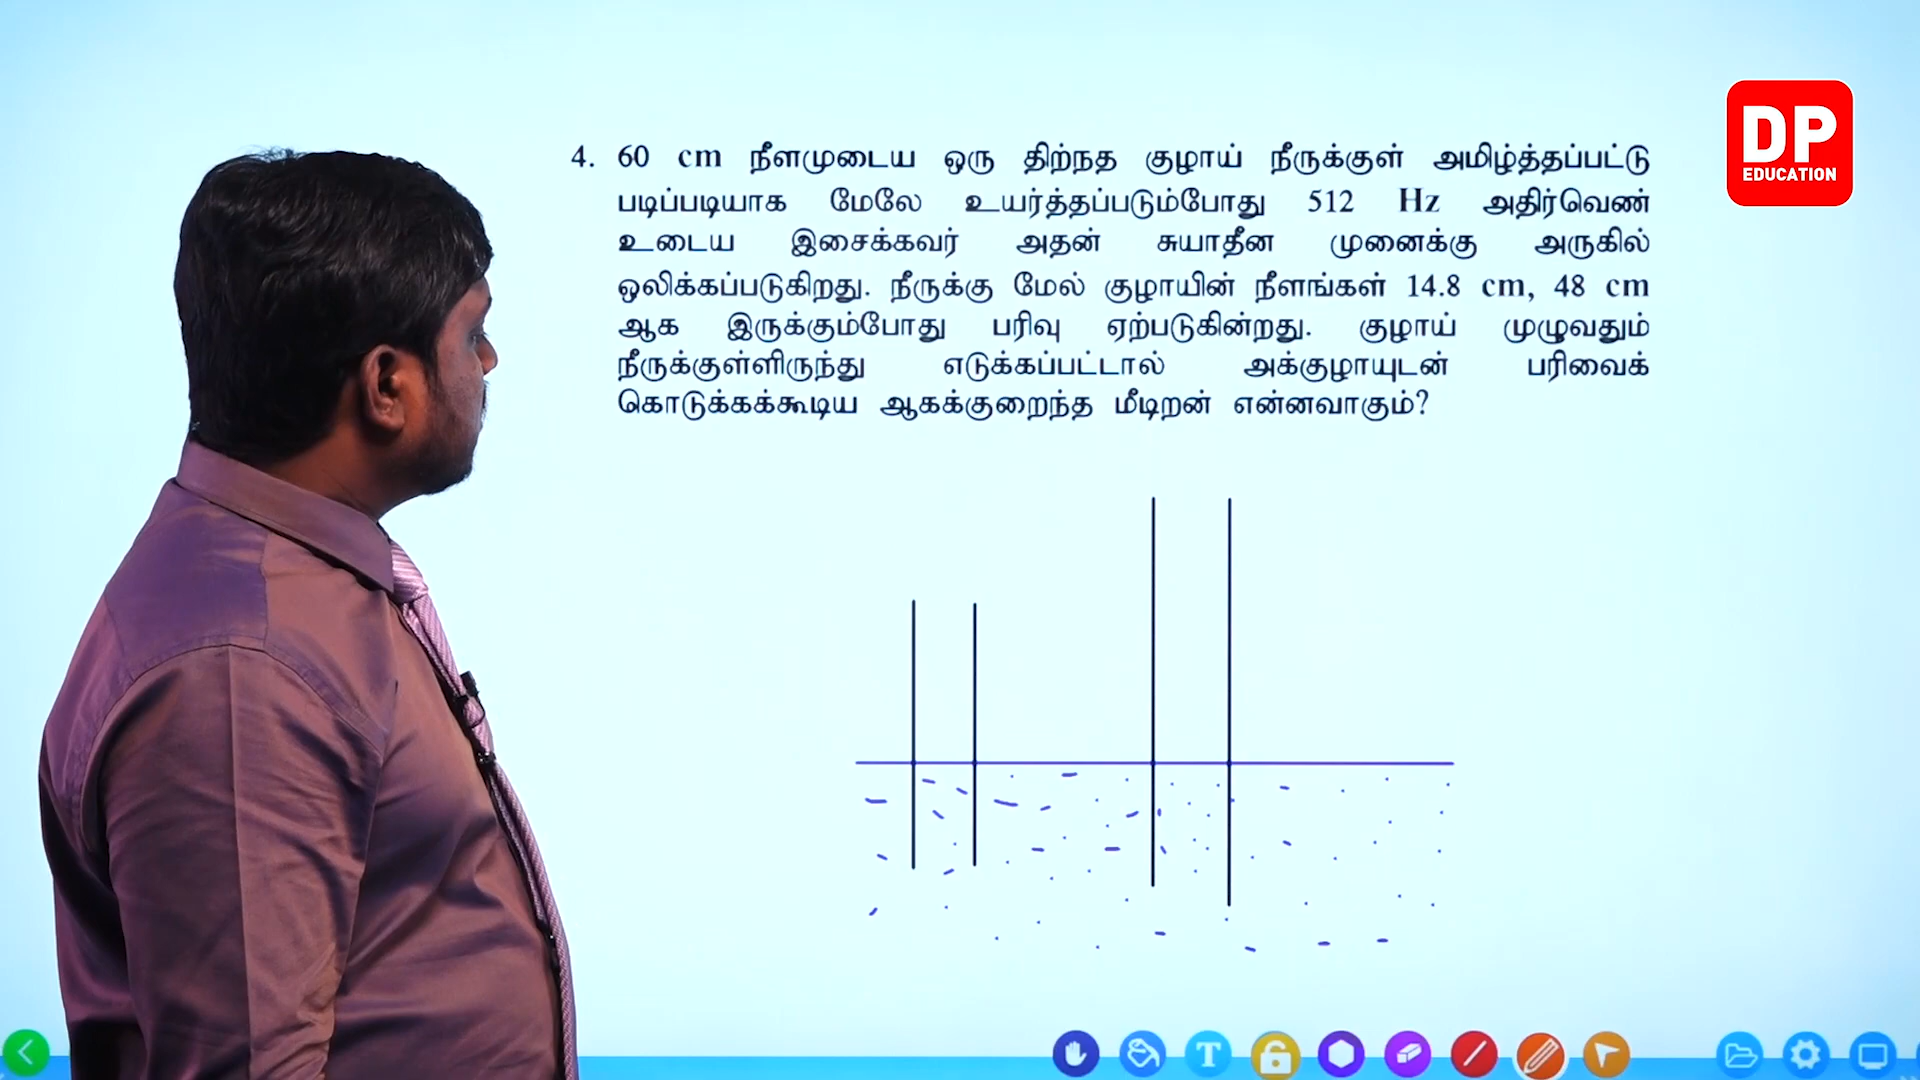 DP
EDUCATION
4. 60 cm நீளமுடைய ஒரு திற்நத குழாய் நீருக்குள் அமிழ்த்தப்பட்டு
படிப்படியாக மேலே உயர்த்தப்படும்போது 512 Hz அதிர்வெண்
உடைய இசைக்கவர் அதன் சுயாதீன முனைக்கு அருகில்
ஒலிக்கப்படுகிறது. நீருக்கு மேல் குழாயின் நீளங்கள் 14.8 cm, 48 cm
ஆக இருக்கும்போது பரிவு ஏற்படுகின்றது. குழாய் முழுவதும்
நீருக்குள்ளிருந்து எடுக்கப்பட்டால் அக்குழாயுடன் பரிவைக்
கொடுக்கக்கூடிய ஆகக்குறைந்த மீடிறன் என்னவாகும்?
T